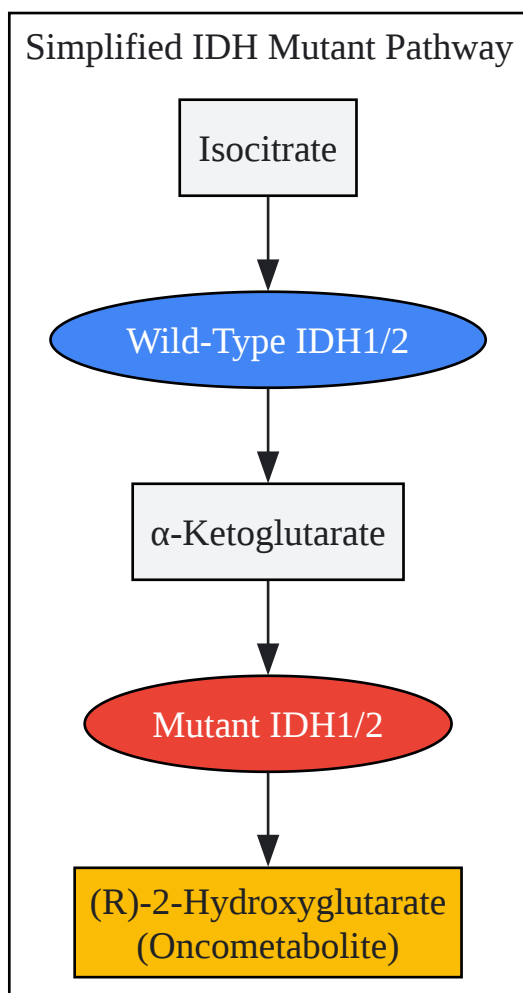 Simplified IDH Mutant Pathway
Isocitrate
Wild-Type IDH1/2
α-Ketoglutarate
Mutant IDH1/2
(R)-2-Hydroxyglutarate
(Oncometabolite)